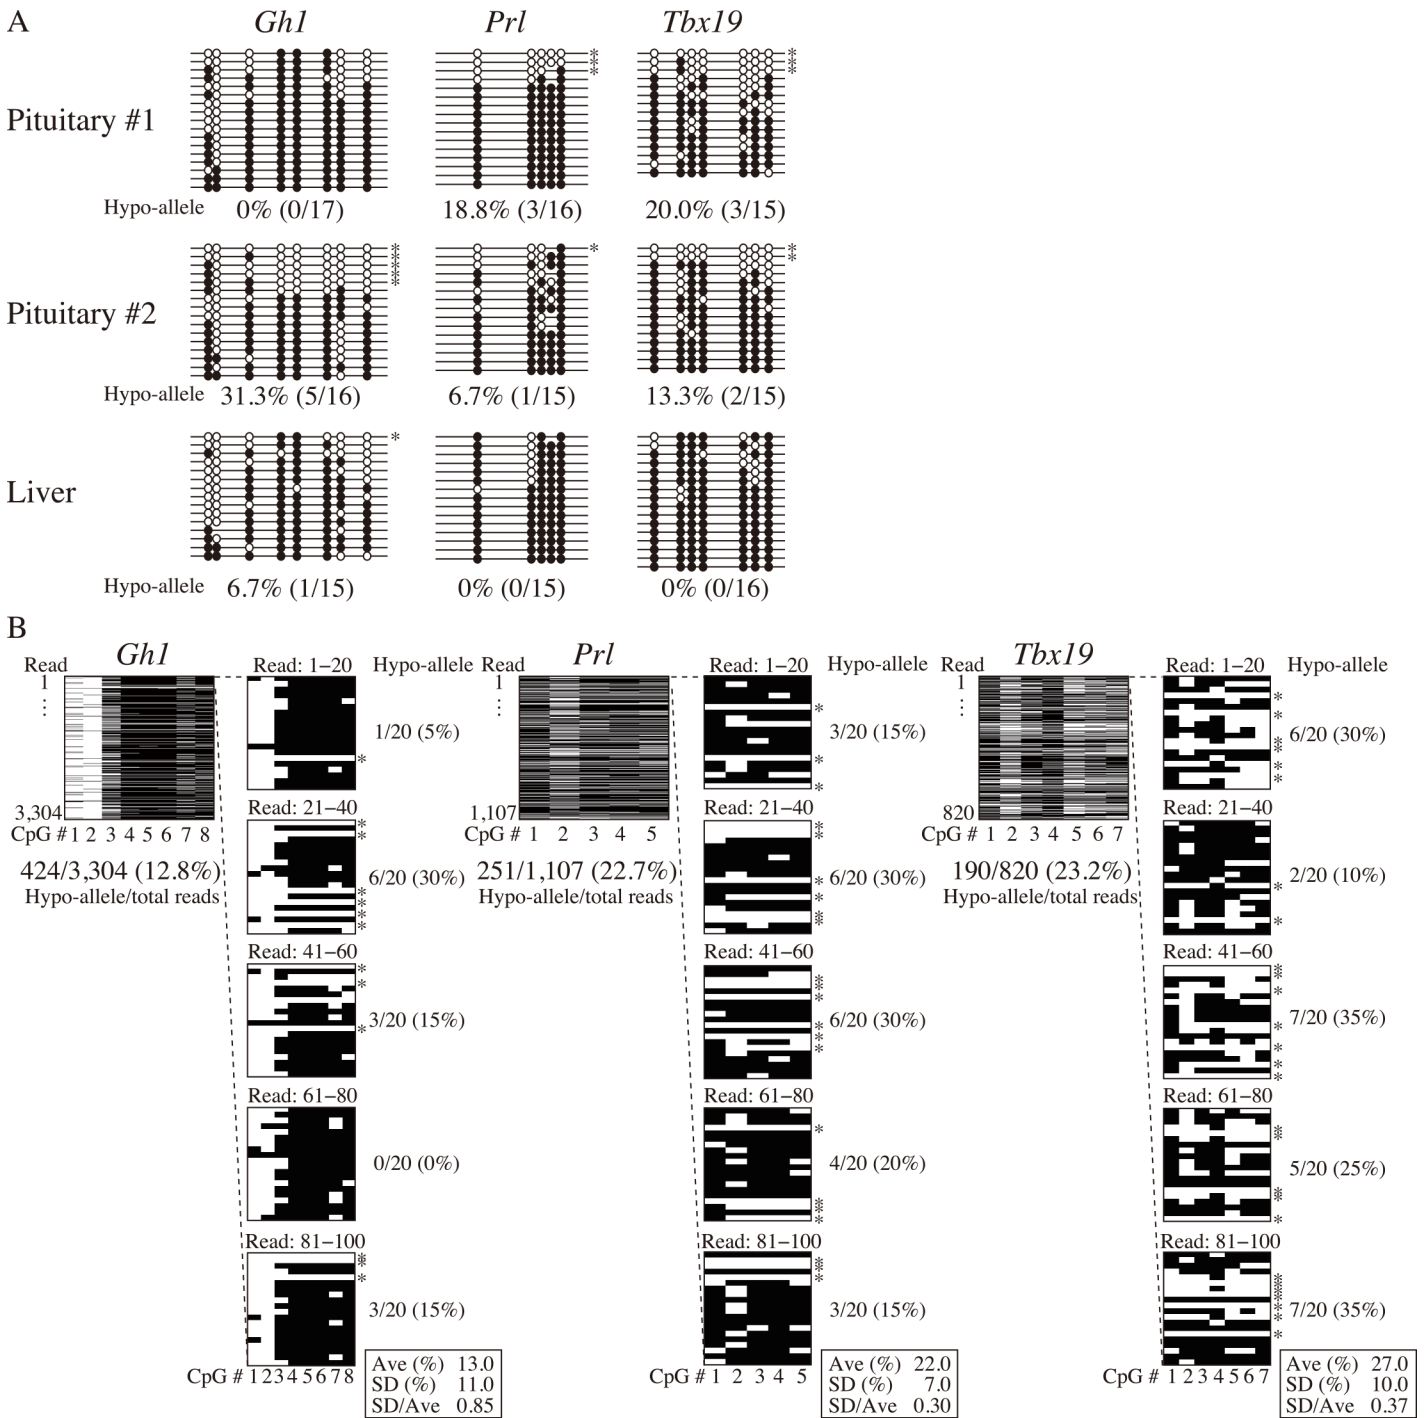 A
Gh1 Prl Tbx19
Pituitary #1
* * *
* * *
Hypo-allele 0% (0/17) 18.8% (3/16) 20.0% (3/15)
Pituitary #2
* * * * *
*
* *
Hypo-allele 31.3% (5/16) 6.7% (1/15) 13.3% (2/15)
Liver
*
Hypo-allele 6.7% (1/15) 0% (0/15) 0% (0/16)
B
Gh1
Read
1
⋮
3,304
CpG # 1 2 3 4 5 6 7 8
424/3,304 (12.8%)
Hypo-allele/total reads
Hypo-allele
Read: 1–20
*
1/20 (5%)
Read: 21–40
* * * * * *
6/20 (30%)
Read: 41–60
* * *
3/20 (15%)
Read: 61–80
0/20 (0%)
Read: 81–100
* * *
3/20 (15%)
CpG # 1 2 3 4 5 6 7 8
Ave (%) 13.0
SD (%) 11.0
SD/Ave 0.85
Prl
Read
1
⋮
1,107
CpG # 1 2 3 4 5
251/1,107 (22.7%)
Hypo-allele/total reads
Hypo-allele
Read: 1–20
* * *
3/20 (15%)
Read: 21–40
* * * * * *
6/20 (30%)
Read: 41–60
* * * * * *
6/20 (30%)
Read: 61–80
* * * *
4/20 (20%)
Read: 81–100
* * *
3/20 (15%)
1 2 3 4 5
Ave (%) 22.0
SD (%) 7.0
SD/Ave 0.30
Tbx19
Read
1
⋮
820
CpG # 1 2 3 4 5 6 7
190/820 (23.2%)
Hypo-allele/total reads
Hypo-allele
Read: 1–20
* * * * * *
6/20 (30%)
Read: 21–40
* *
2/20 (10%)
Read: 41–60
* * * * * * *
7/20 (35%)
Read: 61–80
* * * * *
5/20 (25%)
Read: 81–100
* * * * * * *
7/20 (35%)
CpG # 1 2 3 4 5 6 7
Ave (%) 27.0
SD (%) 10.0
SD/Ave 0.37